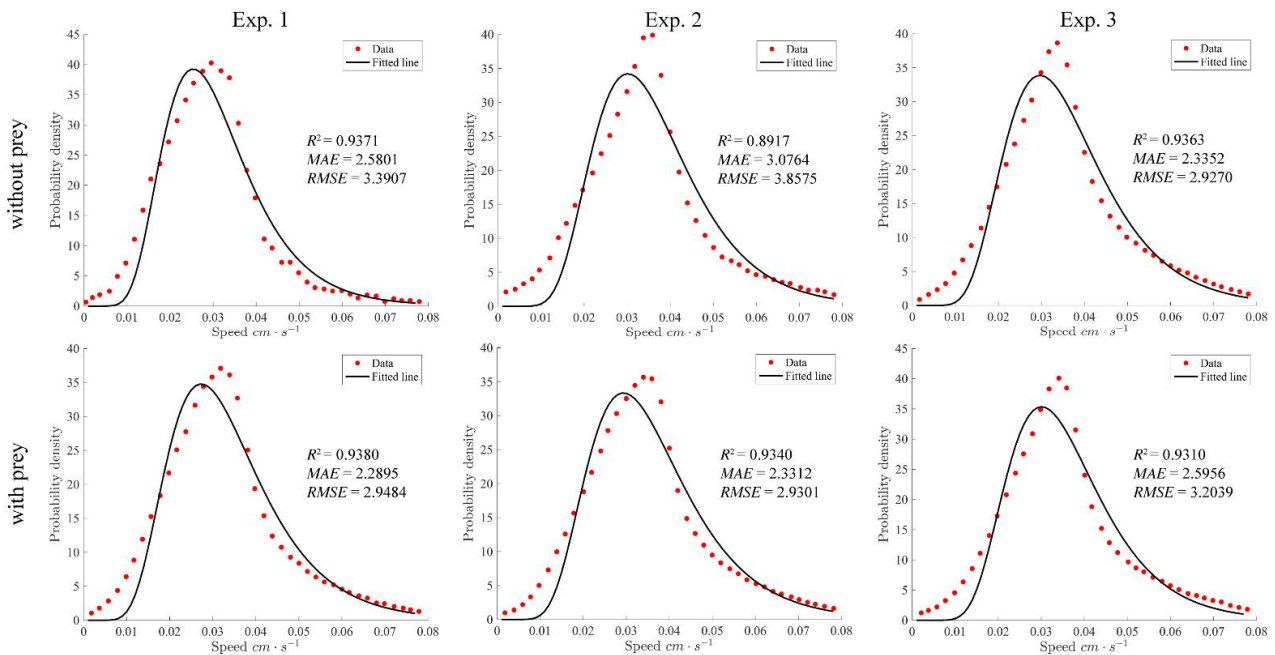 Exp. 1
Exp. 2
Exp. 3
without prey
with prey
Probability density
45
40
35
30
25
20
15
10
5
0
Data
Fitted line
R² = 0.9371
MAE = 2.5801
RMSE = 3.3907
0 0.01 0.02 0.03 0.04 0.05 0.06 0.07 0.08
Speed cm · s⁻¹
Probability density
40
35
30
25
20
15
10
5
0
Data
Fitted line
R² = 0.8917
MAE = 3.0764
RMSE = 3.8575
0 0.01 0.02 0.03 0.04 0.05 0.06 0.07 0.08
Speed cm · s⁻¹
Probability density
40
35
30
25
20
15
10
5
0
Data
Fitted line
R² = 0.9363
MAE = 2.3352
RMSE = 2.9270
0 0.01 0.02 0.03 0.04 0.05 0.06 0.07 0.08
Speed cm · s⁻¹
Probability density
40
35
30
25
20
15
10
5
0
Data
Fitted line
R² = 0.9380
MAE = 2.2895
RMSE = 2.9484
0 0.01 0.02 0.03 0.04 0.05 0.06 0.07 0.08
Speed cm · s⁻¹
Probability density
40
35
30
25
20
15
10
5
0
Data
Fitted line
R² = 0.9340
MAE = 2.3312
RMSE = 2.9301
0 0.01 0.02 0.03 0.04 0.05 0.06 0.07 0.08
Speed cm · s⁻¹
Probability density
45
40
35
30
25
20
15
10
5
0
Data
Fitted line
R² = 0.9310
MAE = 2.5956
RMSE = 3.2039
0 0.01 0.02 0.03 0.04 0.05 0.06 0.07 0.08
Speed cm · s⁻¹